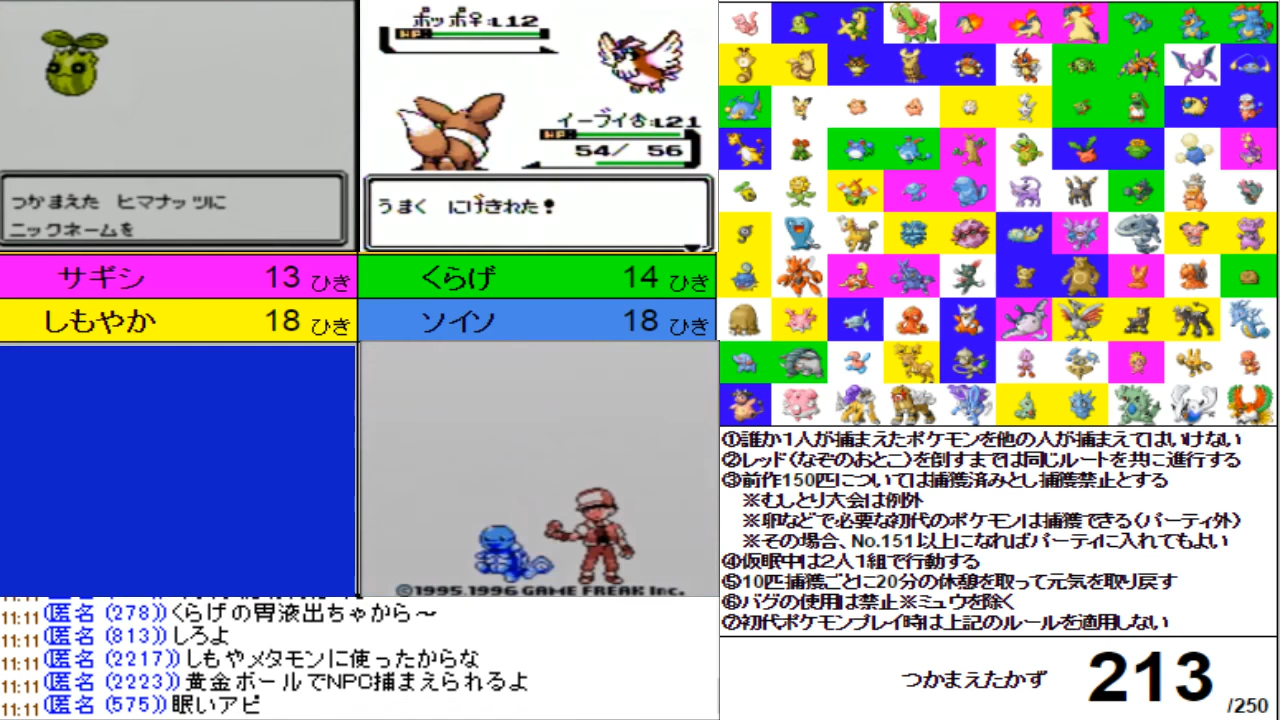 つかまえた ヒマナッツに
ニックネームを
ポッポ♀:L12
HP:
イーブイ♂:L21
HP:
54/ 56
うまく にげきれた!
サギシ 13 ひき
くらげ 14 ひき
しもやか 18 ひき
ソイソ 18 ひき
©1995,1996 GAME FREAK Inc.
11:11 (匿名 (278)) くらげの胃液出ちゃから～
11:11 (匿名 (813)) しろよ
11:11 (匿名 (2217)) しもやメタモンに使ったからな
11:11 (匿名 (2223)) 黄金ボールでNPC捕まえられるよ
11:11 (匿名 (575)) 眠いアピ
①誰か1人が捕まえたポケモンを他の人が捕まえてはいけない
②レッド(なぞのおとこ)を倒すまでは同じルートを共に進行する
③前作150匹については捕獲済みとし捕獲禁止とする
※むしとり大会は例外
※卵などで必要な初代のポケモンは捕獲できる(パーティ外)
※その場合、No.151以上になればパーティに入れてもよい
④仮眠中は2人1組で行動する
⑤10匹捕獲ごとに20分の休憩を取って元気を取り戻す
⑥バグの使用は禁止※ミュウを除く
⑦初代ポケモンプレイ時は上記のルールを適用しない
つかまえたかず 213 /250